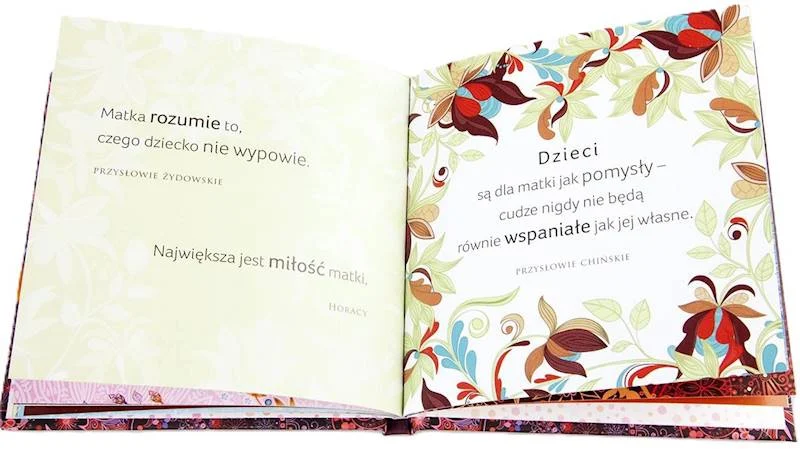 Matka rozumie to,
czego dziecko nie wypowie.
PRZYSŁOWIE ŻYDOWSKIE
Największa jest miłość matki.
HORACY
Dzieci
są dla matki jak pomysły –
cudze nigdy nie będą
równie wspaniałe jak jej własne.
PRZYSŁOWIE CHIŃSKIE